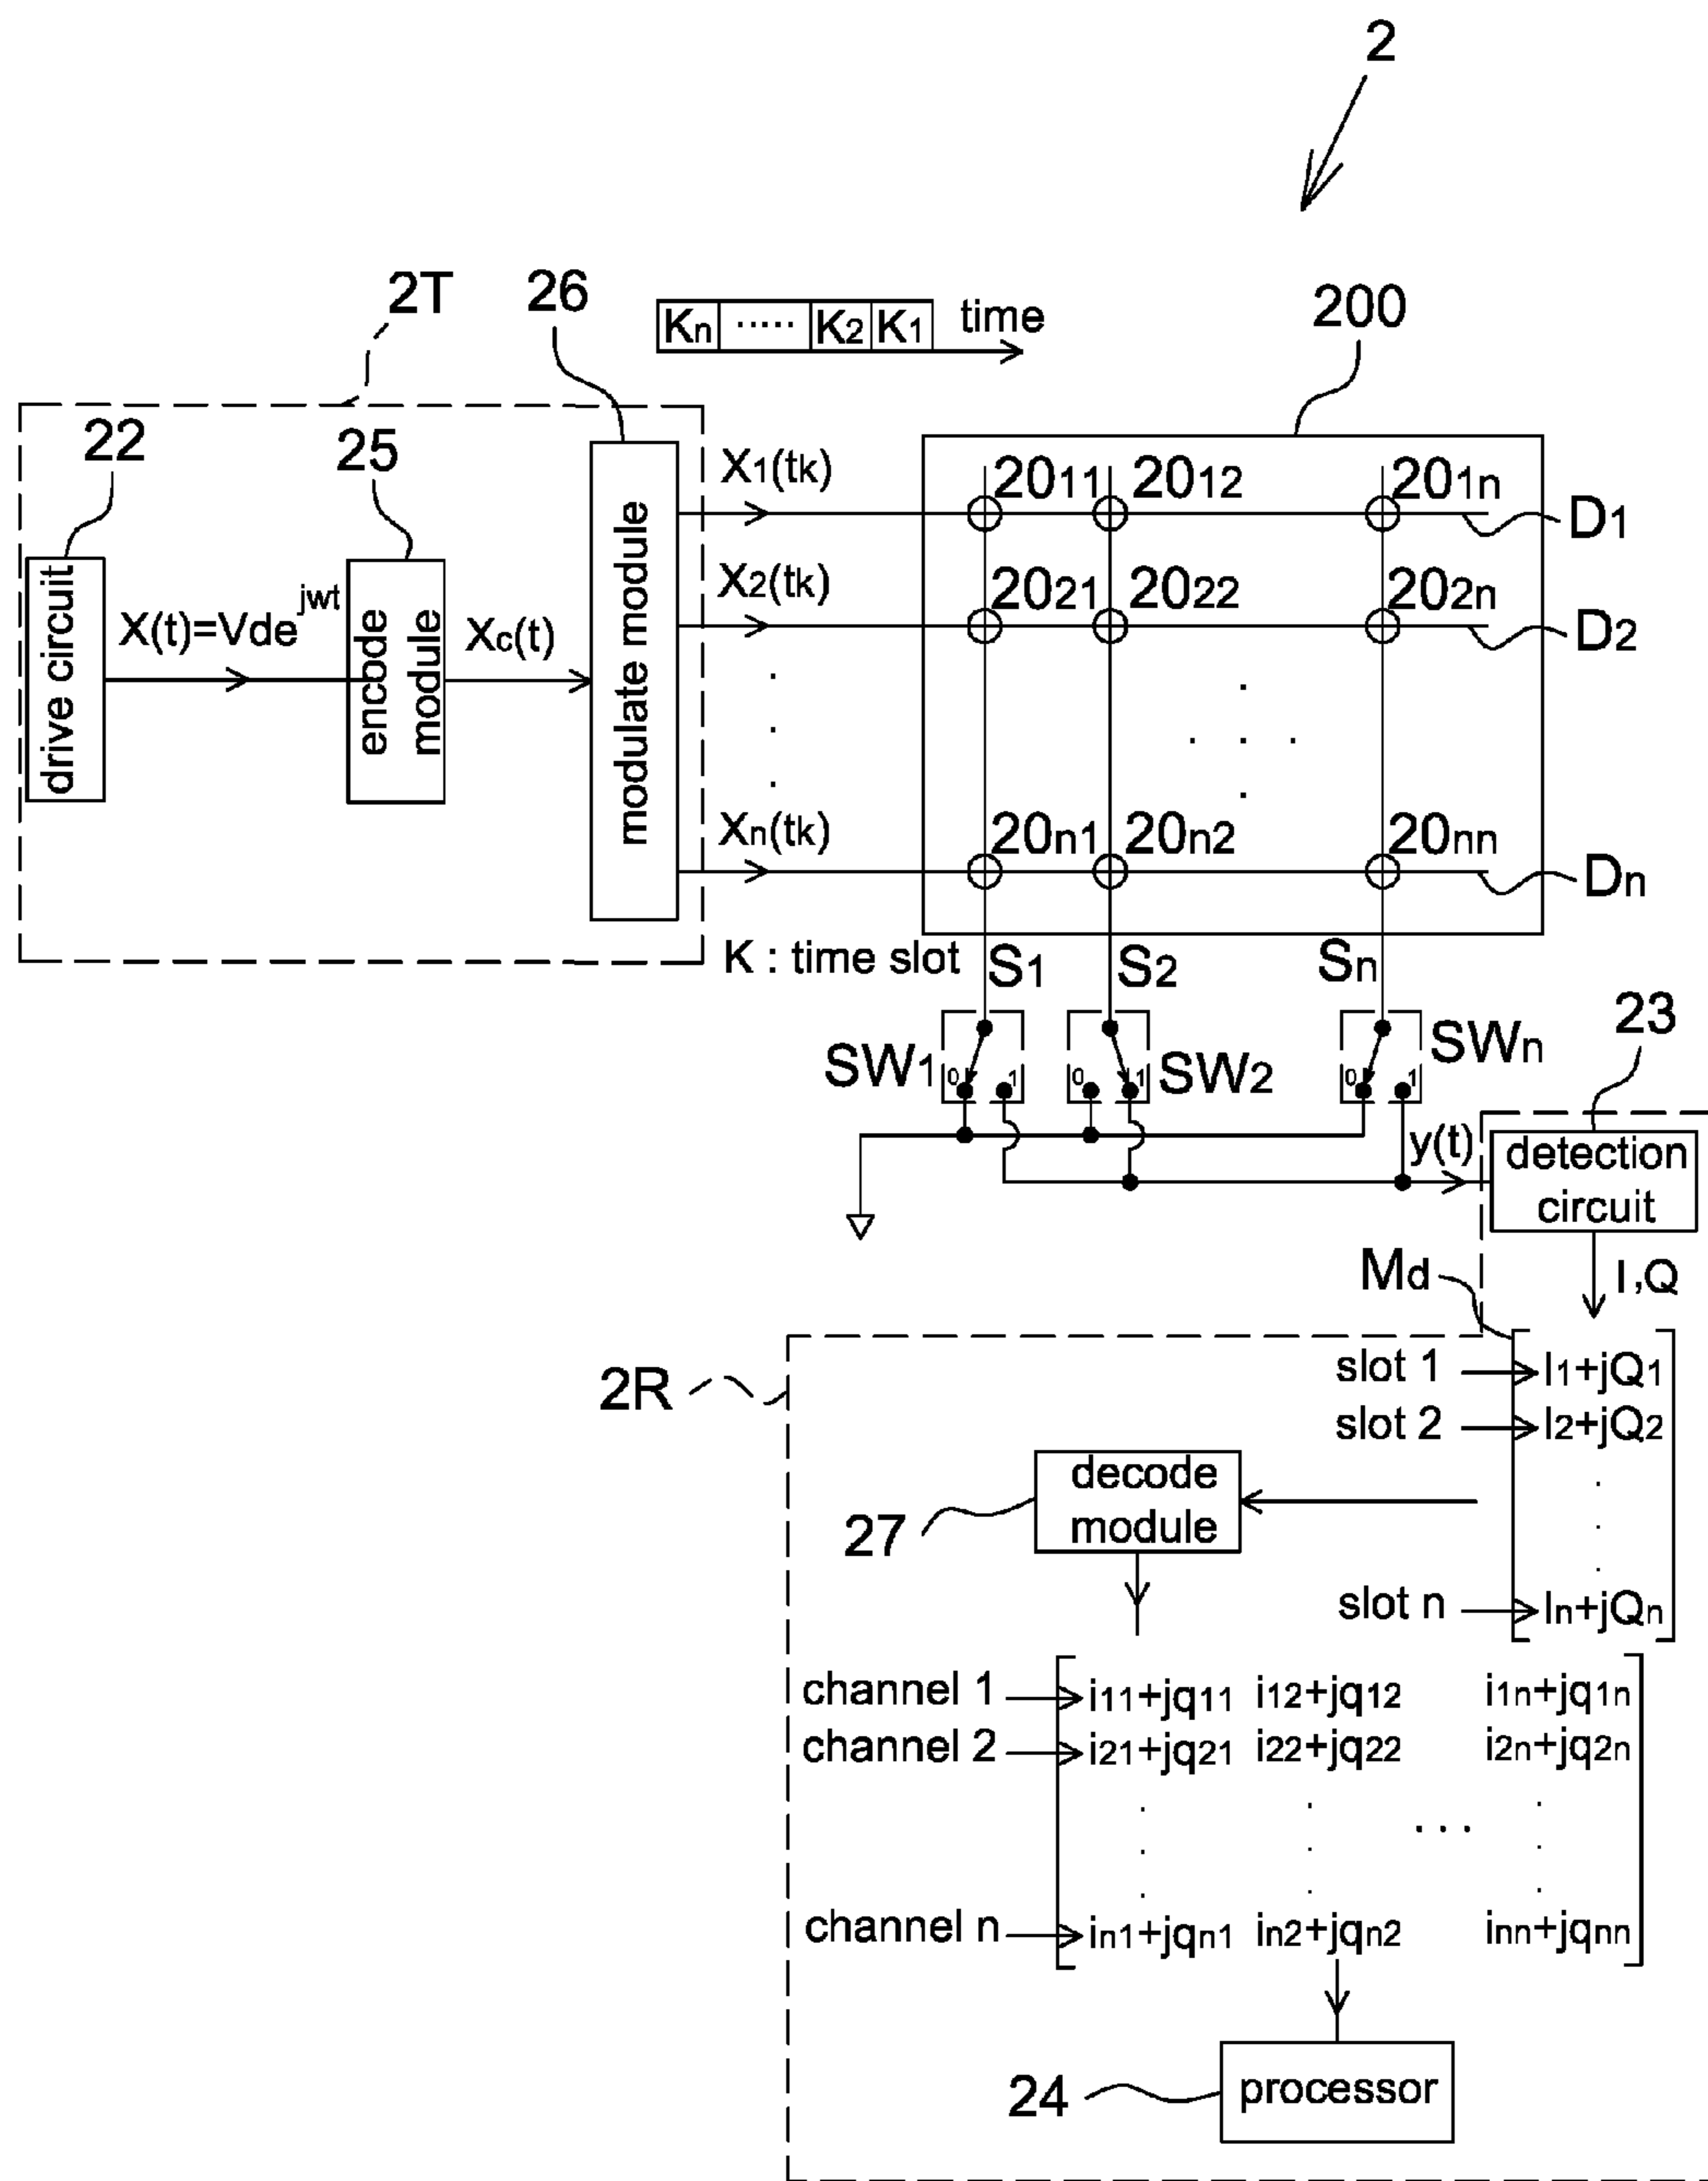 2
2T
26
Kn ..... K2 K1 time
200
22
25
drive circuit
X(t)=Vde^jwt
encode module
Xc(t)
modulate module
X1(tk)
X2(tk)
Xn(tk)
2011 2012 201n
D1
2021 2022 202n
D2
20n1 20n2 20nn
Dn
K : time slot
S1 S2 Sn
SW1 0 1
0 1 SW2
0 1 SWn
23
y(t)
detection circuit
I,Q
Md
2R
slot 1 I1+jQ1
slot 2 I2+jQ2
slot n In+jQn
decode module
27
channel 1 i11+jq11 i12+jq12 i1n+jq1n
channel 2 i21+jq21 i22+jq22 i2n+jq2n
...
channel n in1+jqn1 in2+jqn2 inn+jqnn
24
processor